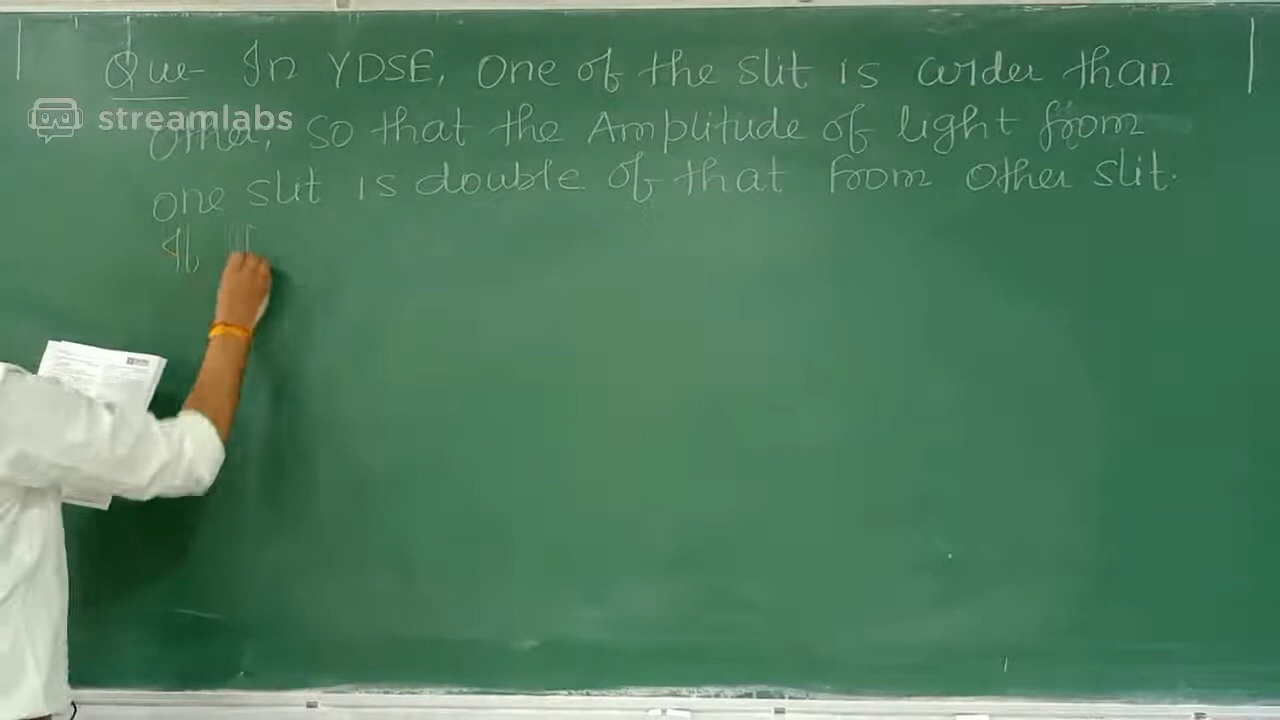 Que- In YDSE, One of the slit is wider than
streamlabs
other, so that the Amplitude of light from
one slit is double of that from other slit.